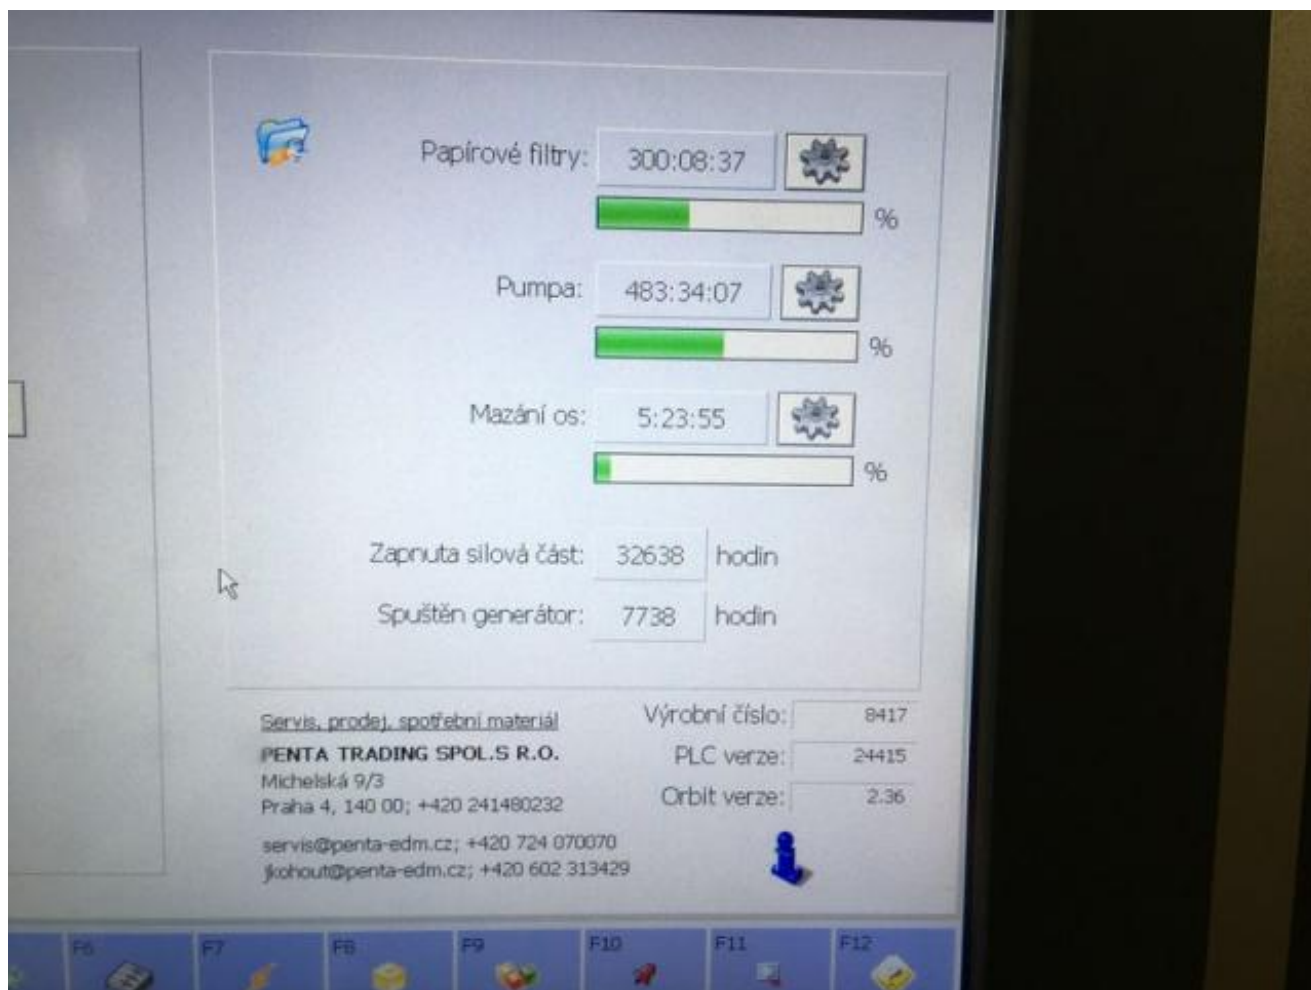 Papírové filtry: 300:08:37
%
Pumpa: 483:34:07
%
Mazání os: 5:23:55
%
Zapnuta silová část: 32638 hodin
Spuštěn generátor: 7738 hodin
Servis, prodej, spotřební materiál
PENTA TRADING SPOL.S R.O.
Michelská 9/3
Praha 4, 140 00; +420 241480232
servis@penta-edm.cz; +420 724 070070
jkohout@penta-edm.cz; +420 602 313429
Výrobní číslo: 8417
PLC verze: 24415
Orbit verze: 2.36
F6 F7 F8 F9 F10 F11 F12